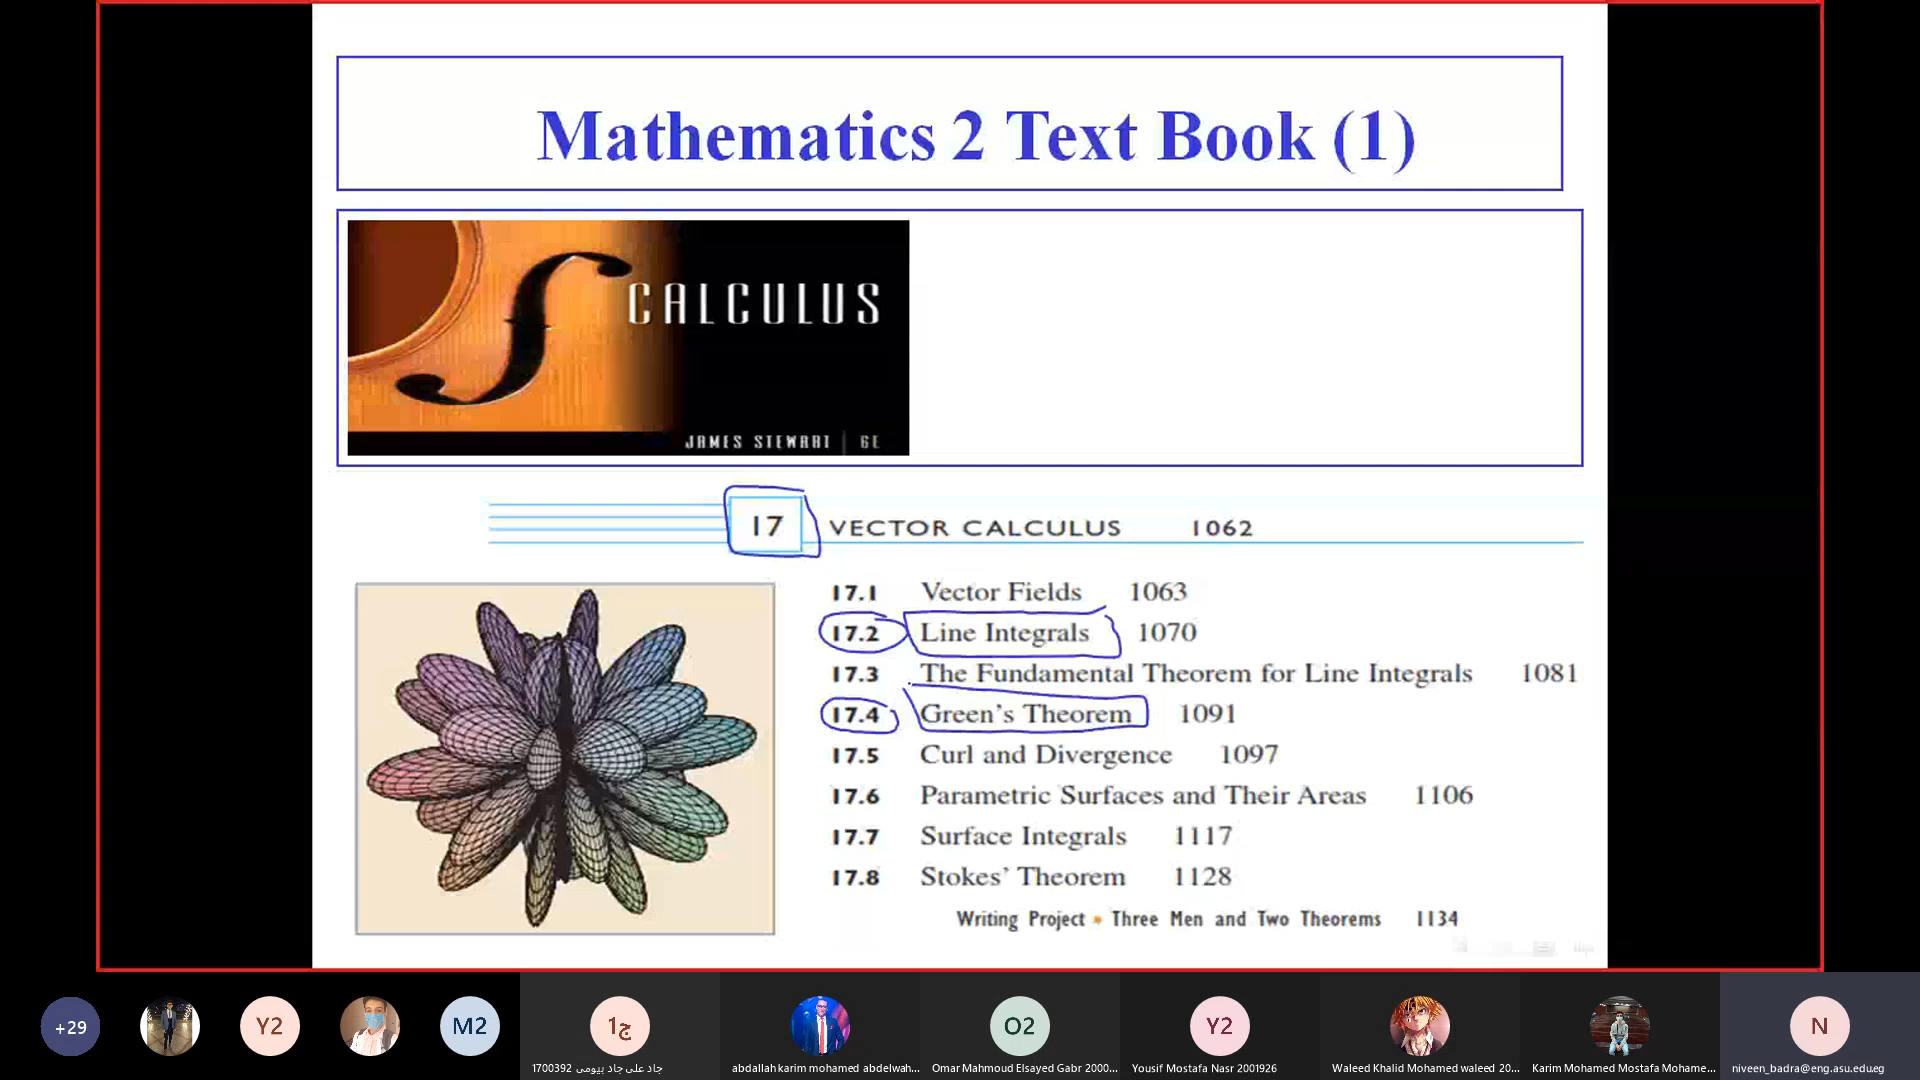 Mathematics 2 Text Book (1)
CALCULUS
JAMES STEWART | 6E
17 VECTOR CALCULUS 1062
17.1 Vector Fields 1063
17.2 Line Integrals 1070
17.3 The Fundamental Theorem for Line Integrals 1081
17.4 Green's Theorem 1091
17.5 Curl and Divergence 1097
17.6 Parametric Surfaces and Their Areas 1106
17.7 Surface Integrals 1117
17.8 Stokes' Theorem 1128
Writing Project • Three Men and Two Theorems 1134
+29 Y2 M2 ج1 O2 Y2 N
1700392 جاد على جاد بيومى
abdallah karim mohamed abdelwah...
Omar Mahmoud Elsayed Gabr 2000...
Yousif Mostafa Nasr 2001926
Waleed Khalid Mohamed waleed 20...
Karim Mohamed Mostafa Mohame...
niveen_badra@eng.asu.edu.eg